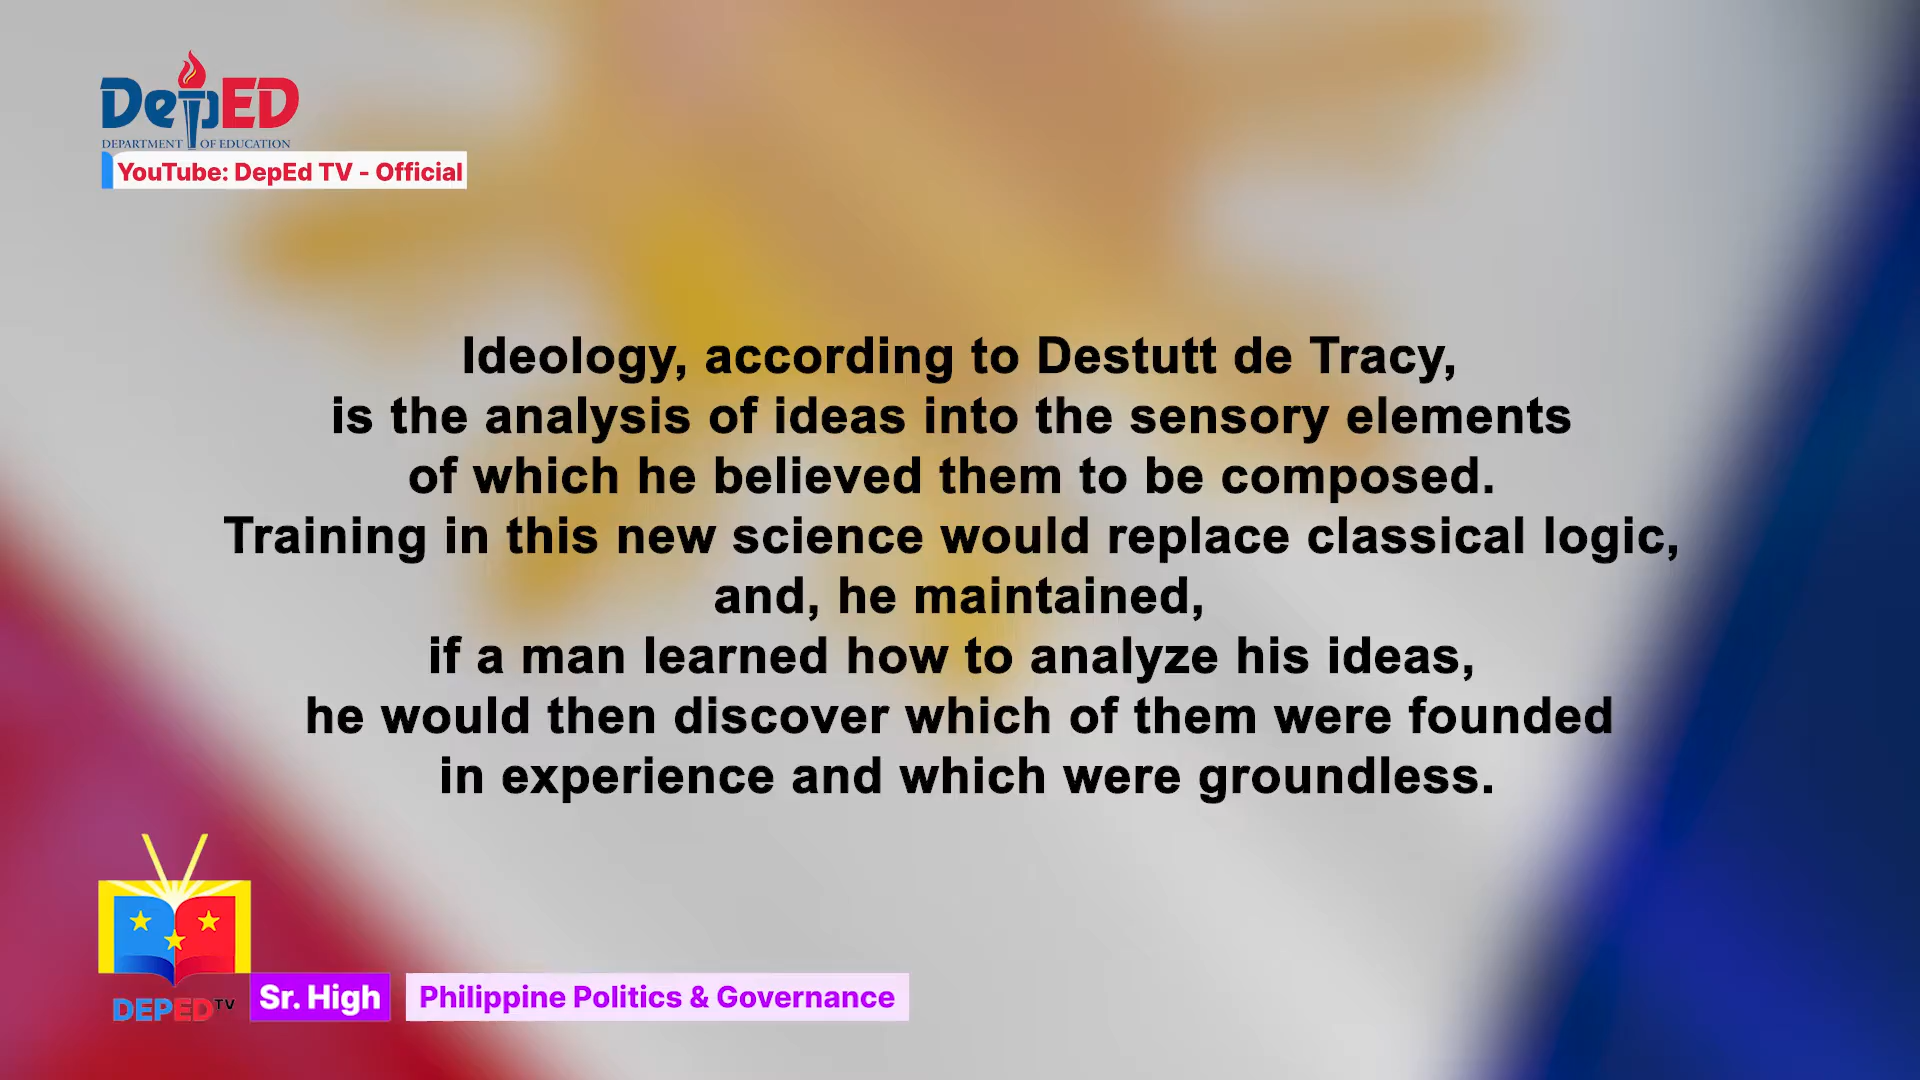 DepED
DEPARTMENT OF EDUCATION
YouTube: DepEd TV - Official
Ideology, according to Destutt de Tracy,
is the analysis of ideas into the sensory elements
of which he believed them to be composed.
Training in this new science would replace classical logic,
and, he maintained,
if a man learned how to analyze his ideas,
he would then discover which of them were founded
in experience and which were groundless.
DEPED TV
Sr. High
Philippine Politics & Governance